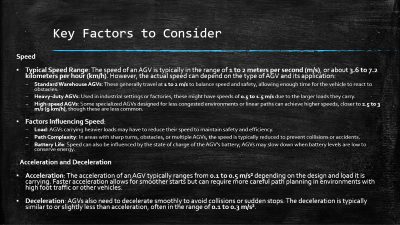 Key Factors to Consider
Speed
Typical Speed Range: The speed of an AGV is typically in the range of 1 to 2 meters per second (m/s), or about 3.6 to 7.2
kilometers per hour (km/h). However, the actual speed can depend on the type of AGV and its application:
Standard Warehouse AGVs: These generally travel at 1 to 2 m/s to balance speed and safety, allowing enough time for the vehicle to react to
obstacles.
Heavy-duty AGVs: Used in industrial settings or factories, these might have speeds of 0.5 to 1.5 m/s due to the larger loads they carry.
High-speed AGVs: Some specialized AGVs designed for less congested environments or linear paths can achieve higher speeds, closer to 2.5 to 3
m/s (9 km/h), though these are less common.
Factors Influencing Speed:
Load: AGVs carrying heavier loads may have to reduce their speed to maintain safety and efficiency.
Path Complexity: In areas with sharp turns, obstacles, or multiple AGVs, the speed is typically reduced to prevent collisions or accidents.
Battery Life: Speed can also be influenced by the state of charge of the AGV's battery; AGVs may slow down when battery levels are low to
conserve energy.
Acceleration and Deceleration
Acceleration: The acceleration of an AGV typically ranges from 0.1 to 0.5 m/s² depending on the design and load it is
carrying. Faster acceleration allows for smoother starts but can require more careful path planning in environments with
high foot traffic or other vehicles.
Deceleration: AGVs also need to decelerate smoothly to avoid collisions or sudden stops. The deceleration is typically
similar to or slightly less than acceleration, often in the range of 0.1 to 0.3 m/s².